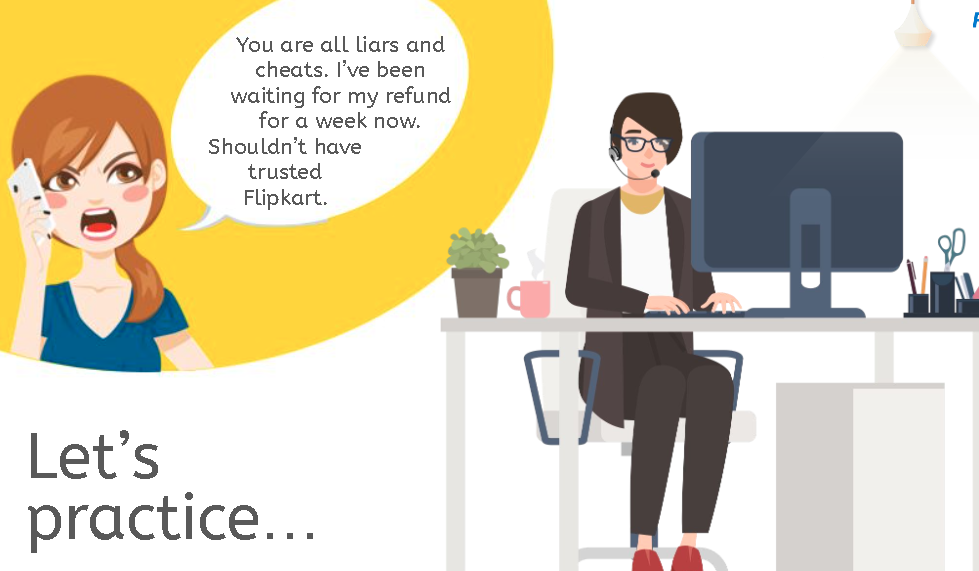 You are all liars and
cheats. I've been
waiting for my refund
for a week now.
Shouldn't have
trusted
Flipkart.
Let's
practice...